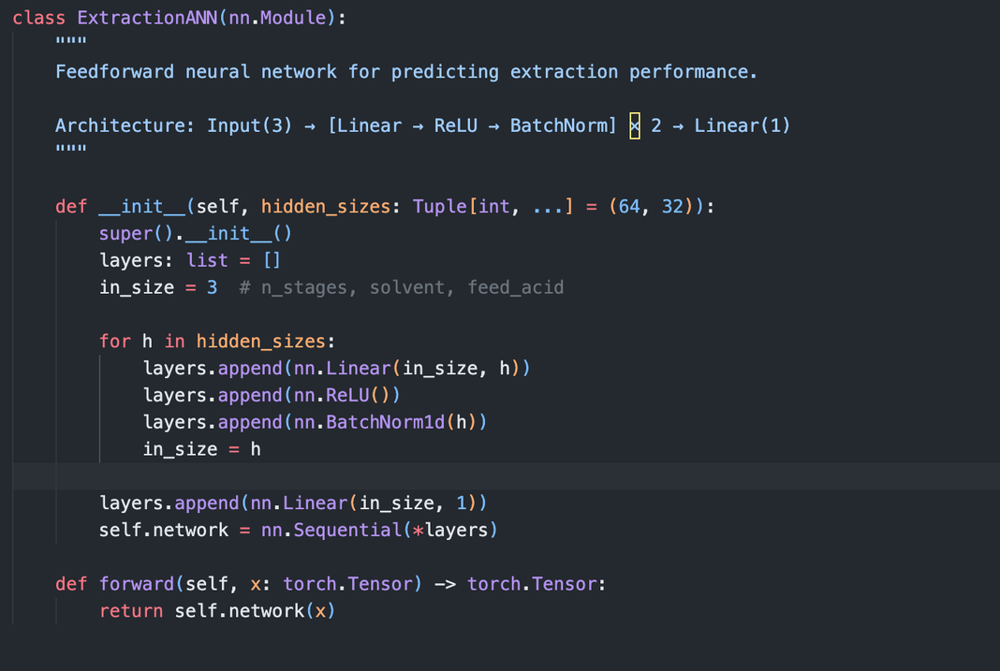 class ExtractionANN(nn.Module):
    """
    Feedforward neural network for predicting extraction performance.

    Architecture: Input(3) → [Linear → ReLU → BatchNorm] × 2 → Linear(1)
    """

    def __init__(self, hidden_sizes: Tuple[int, ...] = (64, 32)):
        super().__init__()
        layers: list = []
        in_size = 3  # n_stages, solvent, feed_acid

        for h in hidden_sizes:
            layers.append(nn.Linear(in_size, h))
            layers.append(nn.ReLU())
            layers.append(nn.BatchNorm1d(h))
            in_size = h

        layers.append(nn.Linear(in_size, 1))
        self.network = nn.Sequential(*layers)

    def forward(self, x: torch.Tensor) -> torch.Tensor:
        return self.network(x)